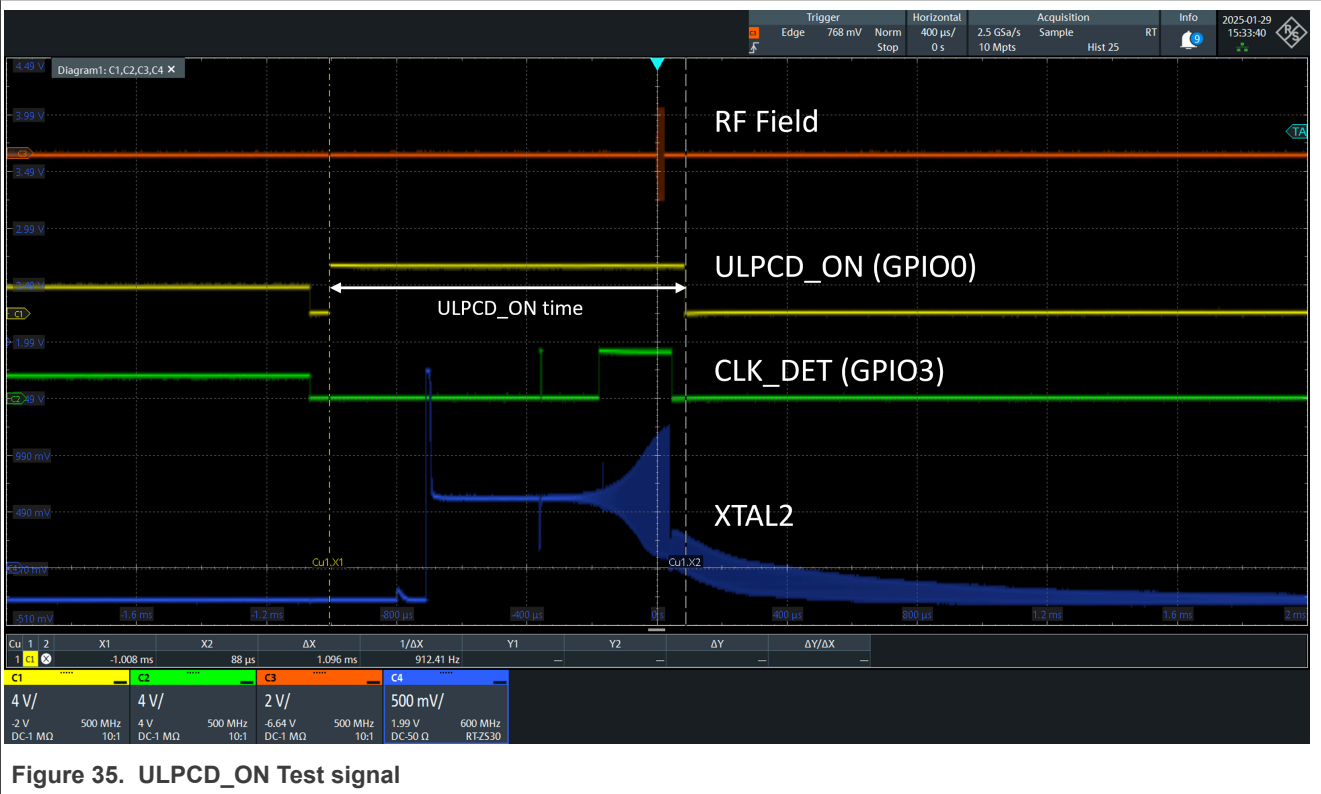 Trigger
Horizontal
Acquisition
Info
2025-01-29
15:33:40
C1 Edge 768 mV Norm
Stop
400 µs/
0 s
2.5 GSa/s Sample RT
10 Mpts Hist 25
9
R&S
4.49 V
Diagram1: C1,C2,C3,C4 ✕
3.99 V
RF Field
TA
C3
3.49 V
2.99 V
ULPCD_ON (GPIO0)
ULPCD_ON time
C1
1.99 V
CLK_DET (GPIO3)
C2
990 mV
490 mV
XTAL2
Cu1.X1
Cu1.X2
-510 mV
-1.6 ms
-1.2 ms
-800 µs
-400 µs
0 s
400 µs
800 µs
1.2 ms
1.6 ms
2 ms
Cu 1 2 X1 X2 ΔX 1/ΔX Y1 Y2 ΔY ΔY/ΔX
1 C1 -1.008 ms 88 µs 1.096 ms 912.41 Hz — — — —
C1
4 V/
-2 V 500 MHz
DC-1 MΩ 10:1
C2
4 V/
4 V 500 MHz
DC-1 MΩ 10:1
C3
2 V/
-6.64 V 500 MHz
DC-1 MΩ 10:1
C4
500 mV/
1.99 V 600 MHz
DC-50 Ω RT-ZS30
Figure 35. ULPCD_ON Test signal